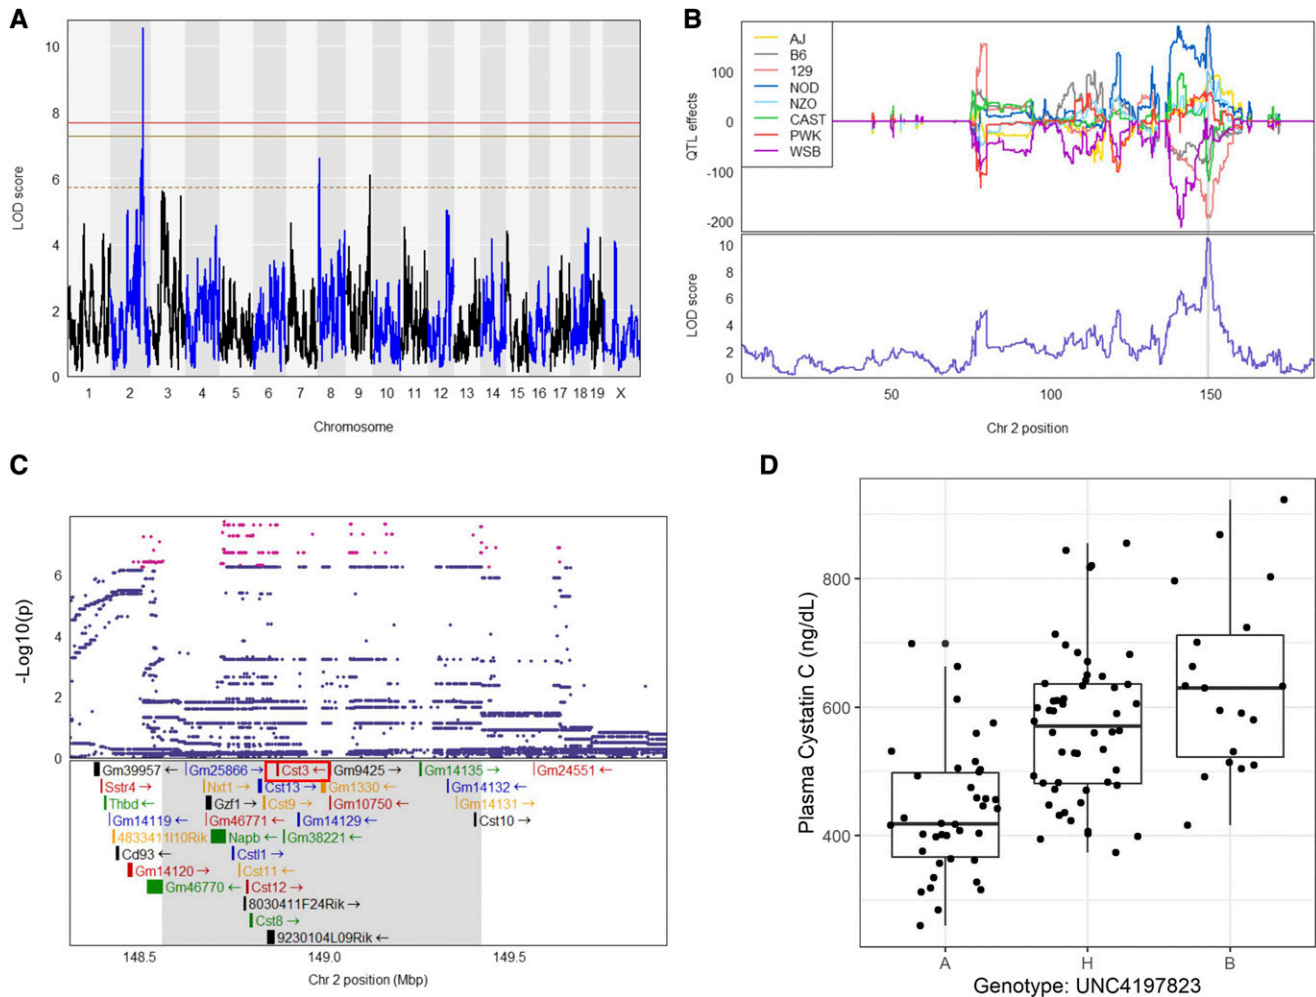 A
10
8
6
4
2
0
LOD score
1 2 3 4 5 6 7 8 9 10 11 12 13 14 15 16 17 18 19 X
Chromosome
B
AJ
B6
129
NOD
NZO
CAST
PWK
WSB
100
0
-100
-200
QTL effects
10
8
6
4
2
0
LOD score
50 100 150
Chr 2 position
C
6
4
2
0
-Log10(p)
Gm39957 ← Gm25866 → Cst3 ← Gm9425 → Gm14135 ← Gm24551 ←
Sstr4 → Nxt1 → Cst13 → Gm1330 ← Gm14132 ←
Thbd ← Gzf1 → Cst9 ← Gm10750 ← Gm14131 →
Gm14119 ← Gm46771 ← Gm14129 ← Cst10 →
4833411I10Rik Napb ← Gm38221 ←
Cd93 ← Cstl1 →
Gm14120 → Cst11 ←
Gm46770 ← Cst12 →
8030411F24Rik →
Cst8 →
9230104L09Rik ←
148.5 149.0 149.5
Chr 2 position (Mbp)
D
800
600
400
Plasma Cystatin C (ng/dL)
A H B
Genotype: UNC4197823